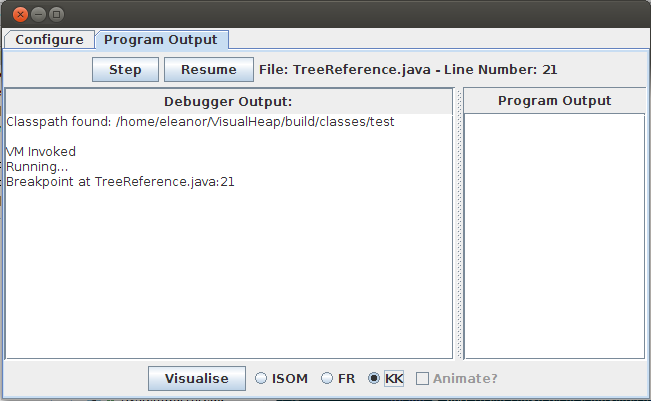 Configure Program Output
Step Resume File: TreeReference.java - Line Number: 21
Debugger Output:
Classpath found: /home/eleanor/VisualHeap/build/classes/test
VM Invoked
Running...
Breakpoint at TreeReference.java:21
Program Output
Visualise ISOM FR KK Animate?